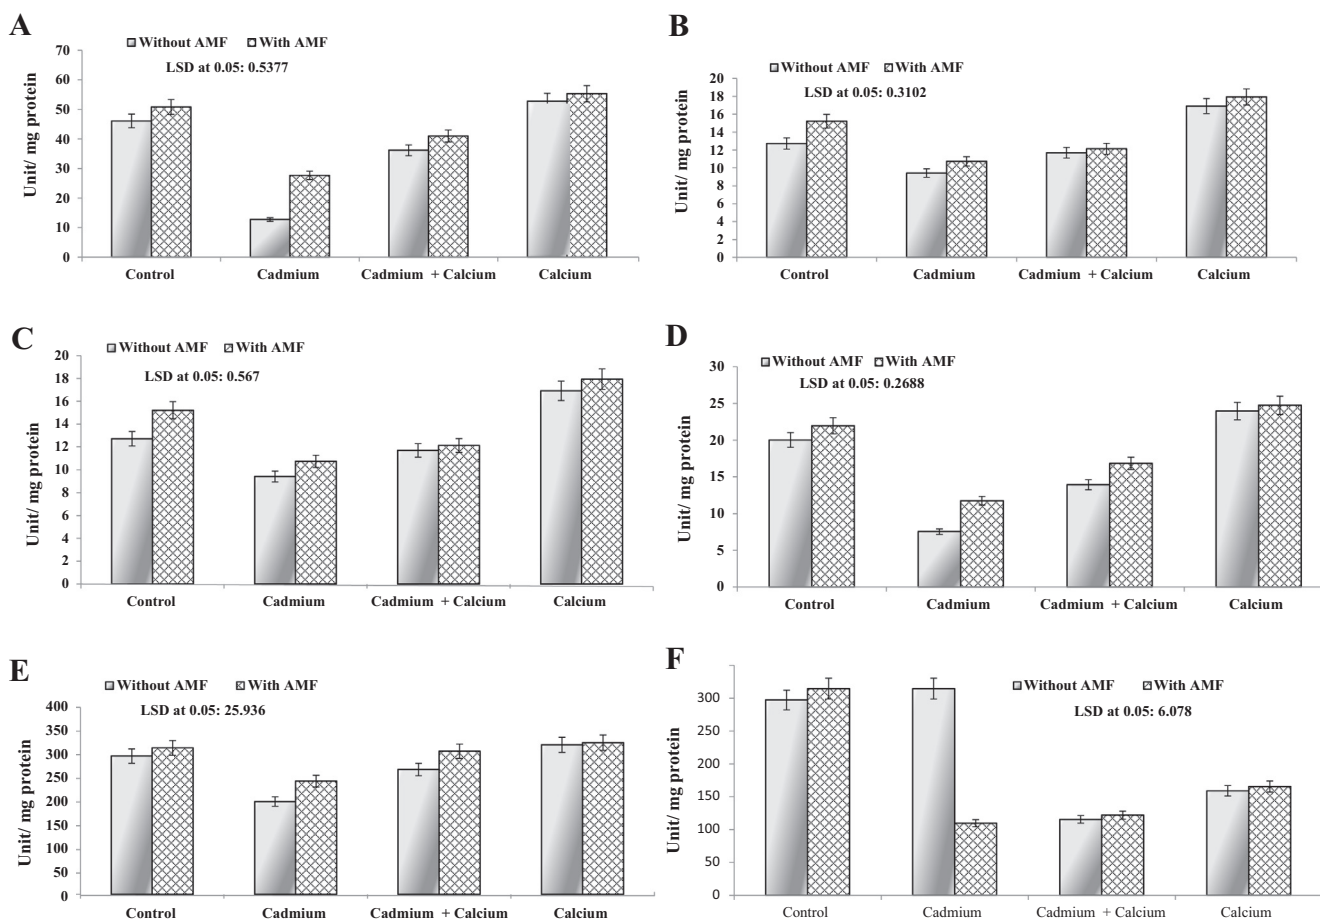 A
Without AMF With AMF
LSD at 0.05: 0.5377
Unit/ mg protein
70
60
50
40
30
20
10
0
Control Cadmium Cadmium + Calcium Calcium
B
Without AMF With AMF
LSD at 0.05: 0.3102
Unit/ mg protein
20
18
16
14
12
10
8
6
4
2
0
Control Cadmium Cadmium + Calcium Calcium
C
Without AMF With AMF
LSD at 0.05: 0.567
Unit/ mg protein
20
18
16
14
12
10
8
6
4
2
0
Control Cadmium Cadmium + Calcium Calcium
D
Without AMF With AMF
LSD at 0.05: 0.2688
Unit/ mg protein
30
25
20
15
10
5
0
Control Cadmium Cadmium + Calcium Calcium
E
Without AMF With AMF
LSD at 0.05: 25.936
Unit/ mg protein
400
350
300
250
200
150
100
50
0
Control Cadmium Cadmium + Calcium Calcium
F
Without AMF With AMF
LSD at 0.05: 6.078
Unit/ mg protein
300
250
200
150
100
50
0
Control Cadmium Cadmium + Calcium Calcium